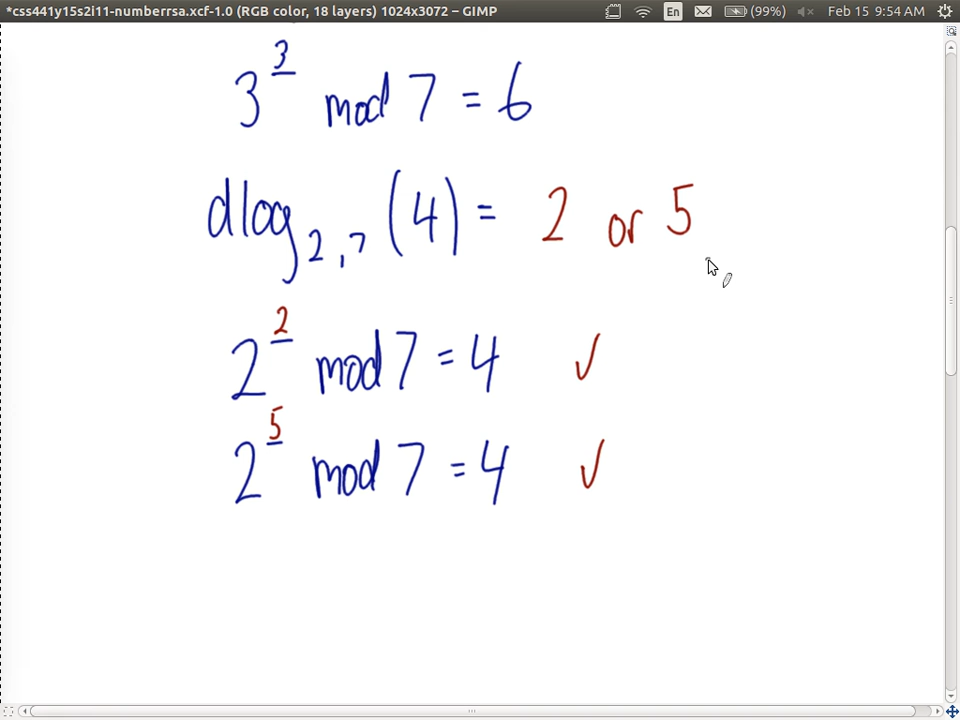 *css441y15s2i11-numberrsa.xcf-1.0 (RGB color, 18 layers) 1024x3072 – GIMP En (99%) Feb 15 9:54 AM
3^3 mod 7 = 6
dlog_2,7 (4) = 2 or 5
2^2 mod 7 = 4 ✓
2^5 mod 7 = 4 ✓